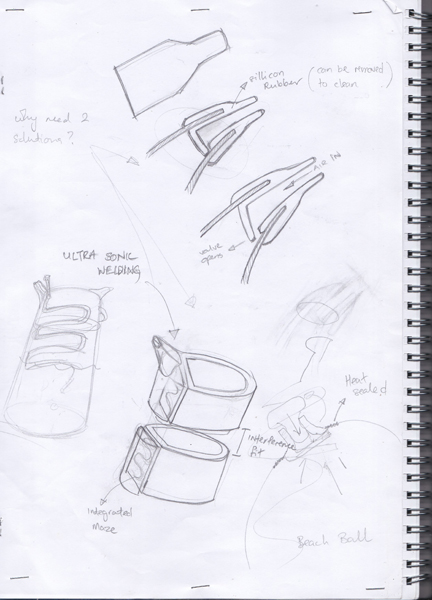 Sillicon
Rubber
(can be removed
to clean ...)
why need 2
solutions?
AIR IN
valve
opens
ULTRA SONIC
WELDING
Heat
sealed
interference
fit
Intergrated
Maze
Beach Ball